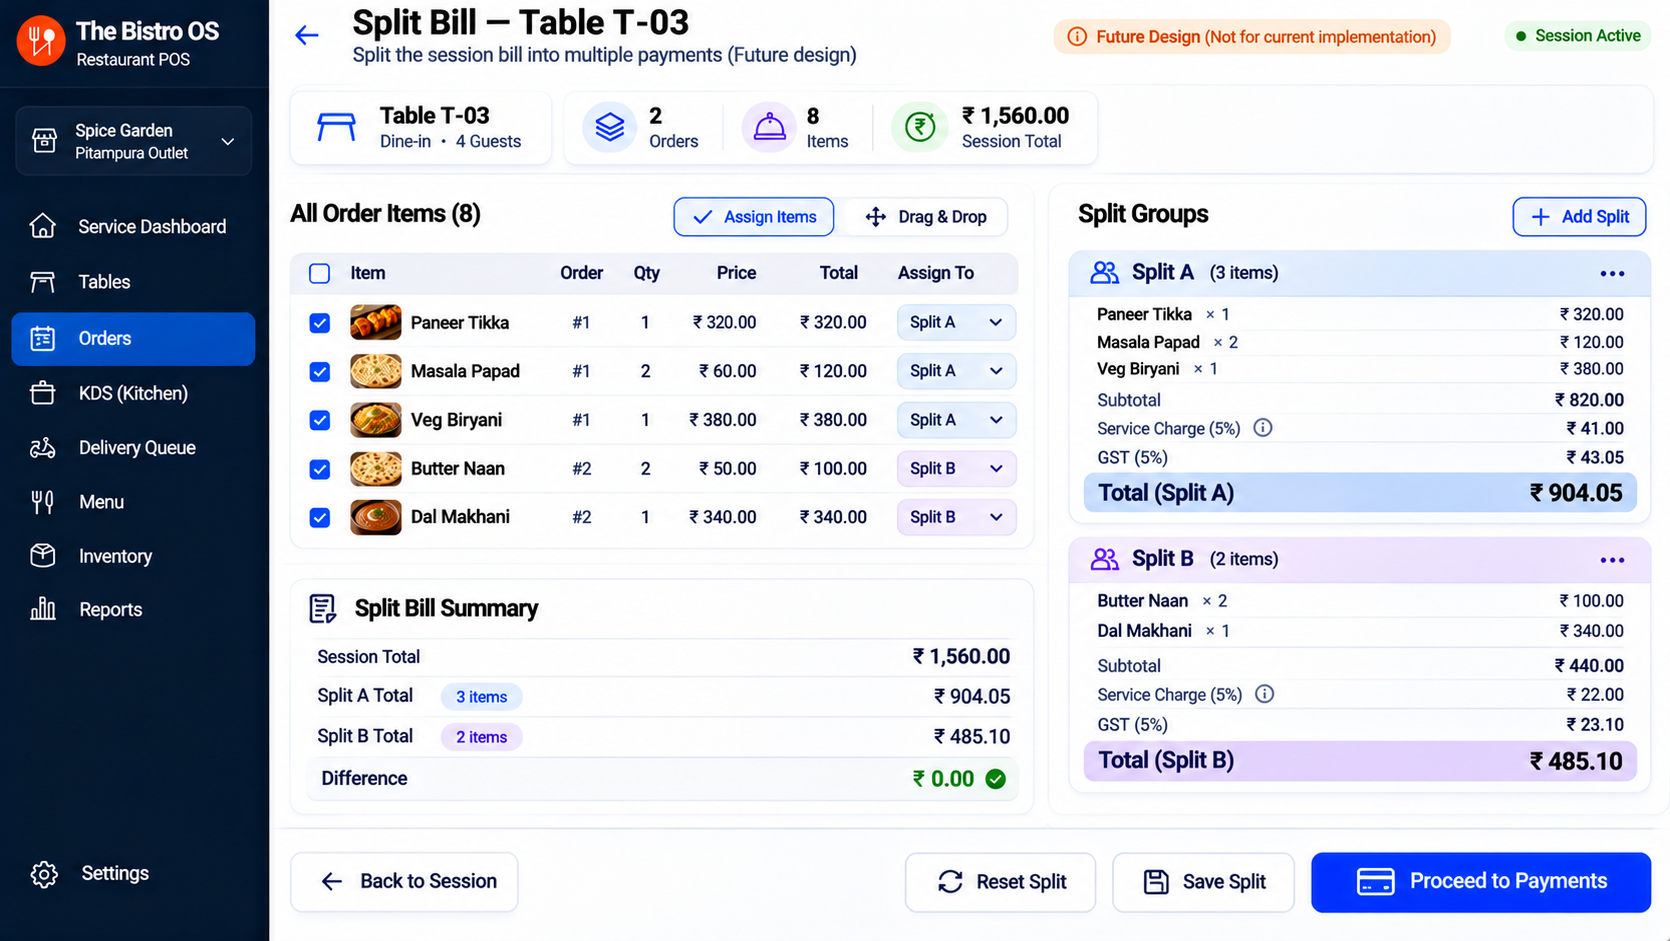 The Bistro OS
Restaurant POS
Spice Garden
Pitampura Outlet
Service Dashboard
Tables
Orders
KDS (Kitchen)
Delivery Queue
Menu
Inventory
Reports
Settings
Split Bill — Table T-03
Split the session bill into multiple payments (Future design)
Future Design (Not for current implementation)
Session Active
Table T-03
Dine-in • 4 Guests
2
Orders
8
Items
₹ 1,560.00
Session Total
All Order Items (8)
Assign Items
Drag & Drop
Item Order Qty Price Total Assign To
Paneer Tikka #1 1 ₹ 320.00 ₹ 320.00 Split A
Masala Papad #1 2 ₹ 60.00 ₹ 120.00 Split A
Veg Biryani #1 1 ₹ 380.00 ₹ 380.00 Split A
Butter Naan #2 2 ₹ 50.00 ₹ 100.00 Split B
Dal Makhani #2 1 ₹ 340.00 ₹ 340.00 Split B
Split Bill Summary
Session Total ₹ 1,560.00
Split A Total 3 items ₹ 904.05
Split B Total 2 items ₹ 485.10
Difference ₹ 0.00
Split Groups
Add Split
Split A (3 items)
Paneer Tikka × 1 ₹ 320.00
Masala Papad × 2 ₹ 120.00
Veg Biryani × 1 ₹ 380.00
Subtotal ₹ 820.00
Service Charge (5%) ₹ 41.00
GST (5%) ₹ 43.05
Total (Split A) ₹ 904.05
Split B (2 items)
Butter Naan × 2 ₹ 100.00
Dal Makhani × 1 ₹ 340.00
Subtotal ₹ 440.00
Service Charge (5%) ₹ 22.00
GST (5%) ₹ 23.10
Total (Split B) ₹ 485.10
Back to Session
Reset Split
Save Split
Proceed to Payments